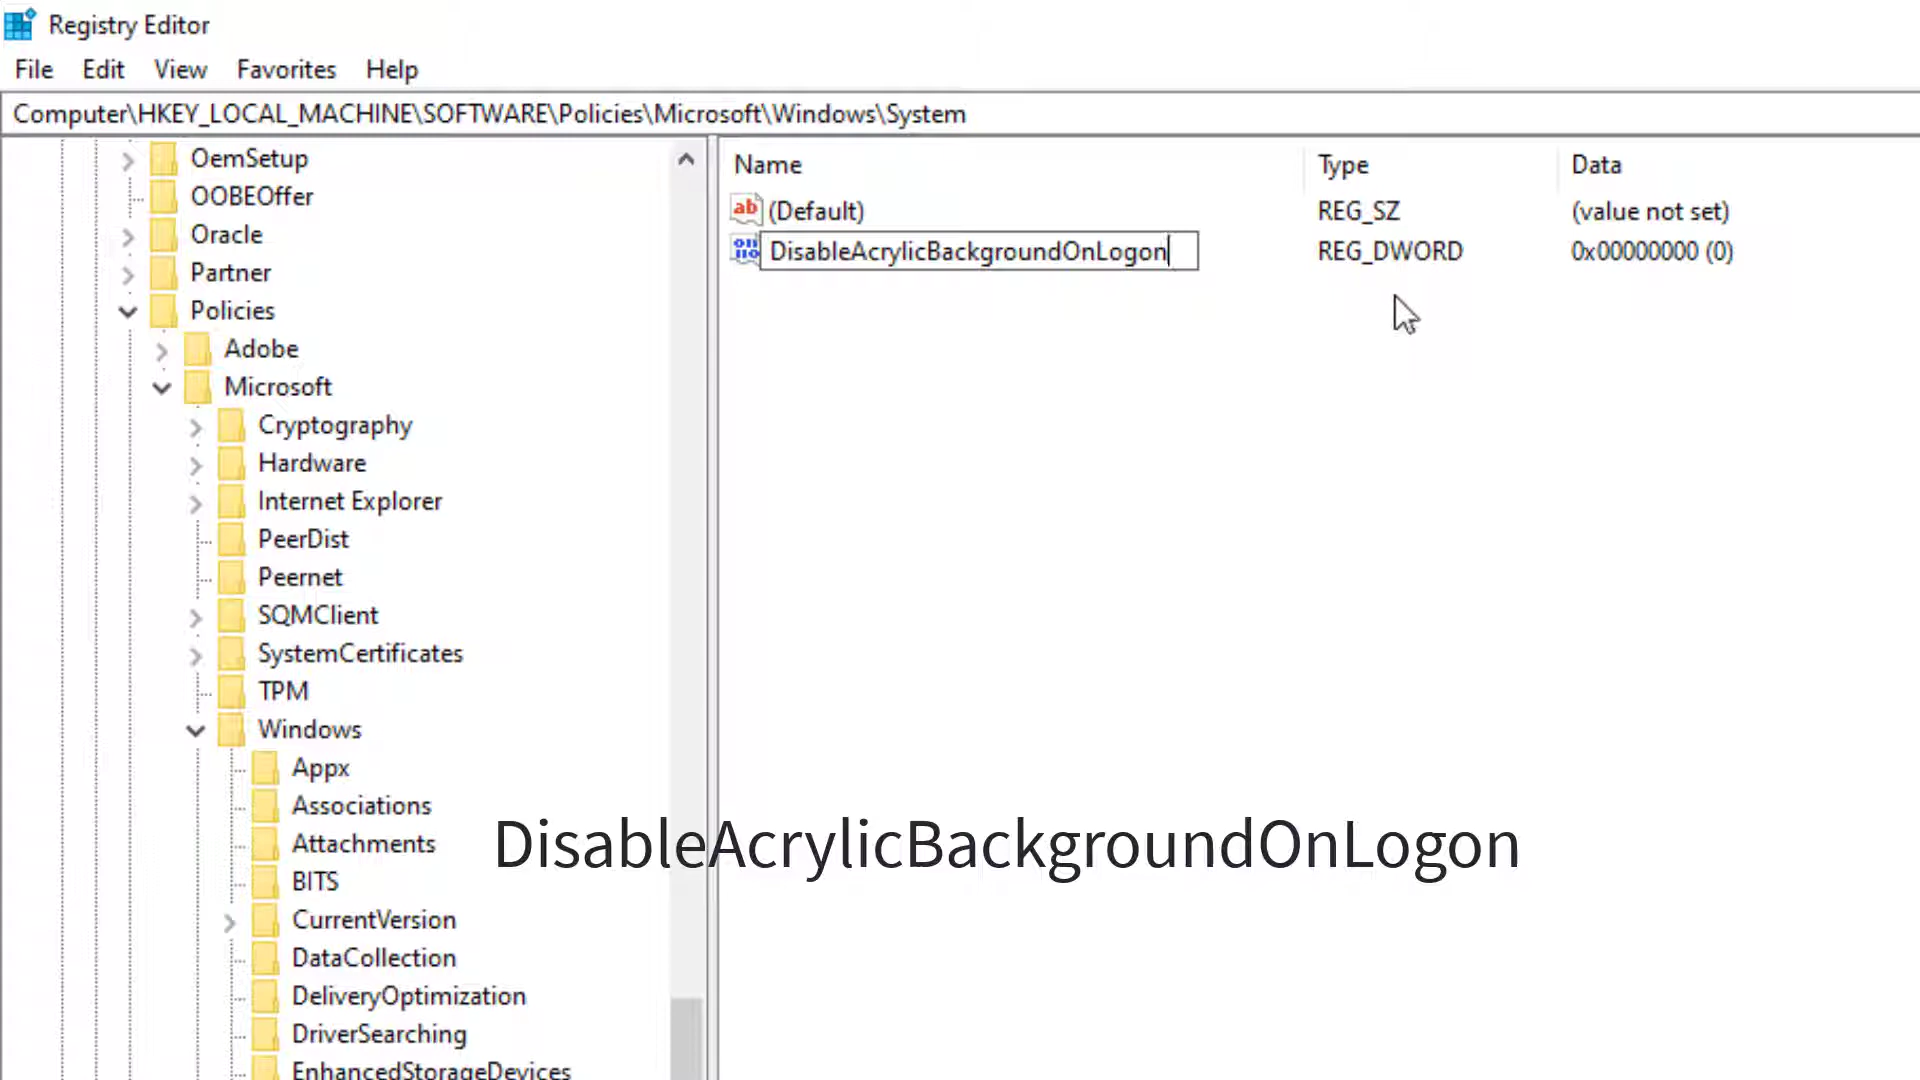 Registry Editor
File Edit View Favorites Help
Computer\HKEY_LOCAL_MACHINE\SOFTWARE\Policies\Microsoft\Windows\System
OemSetup
OOBEOffer
Oracle
Partner
Policies
Adobe
Microsoft
Cryptography
Hardware
Internet Explorer
PeerDist
Peernet
SQMClient
SystemCertificates
TPM
Windows
Appx
Associations
Attachments
BITS
CurrentVersion
DataCollection
DeliveryOptimization
DriverSearching
EnhancedStorageDevices
Name Type Data
ab (Default) REG_SZ (value not set)
DisableAcrylicBackgroundOnLogon REG_DWORD 0x00000000 (0)
DisableAcrylicBackgroundOnLogon